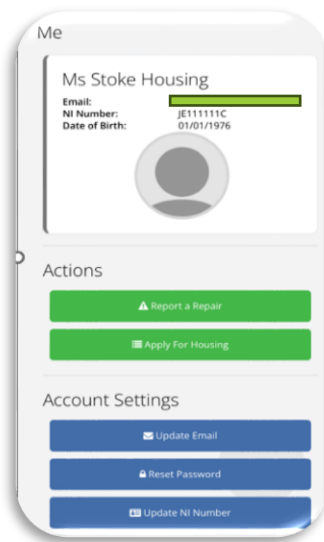 Me
Ms Stoke Housing
Email:
NI Number: JE111111C
Date of Birth: 01/01/1976
Actions
Report a Repair
Apply For Housing
Account Settings
Update Email
Reset Password
Update NI Number